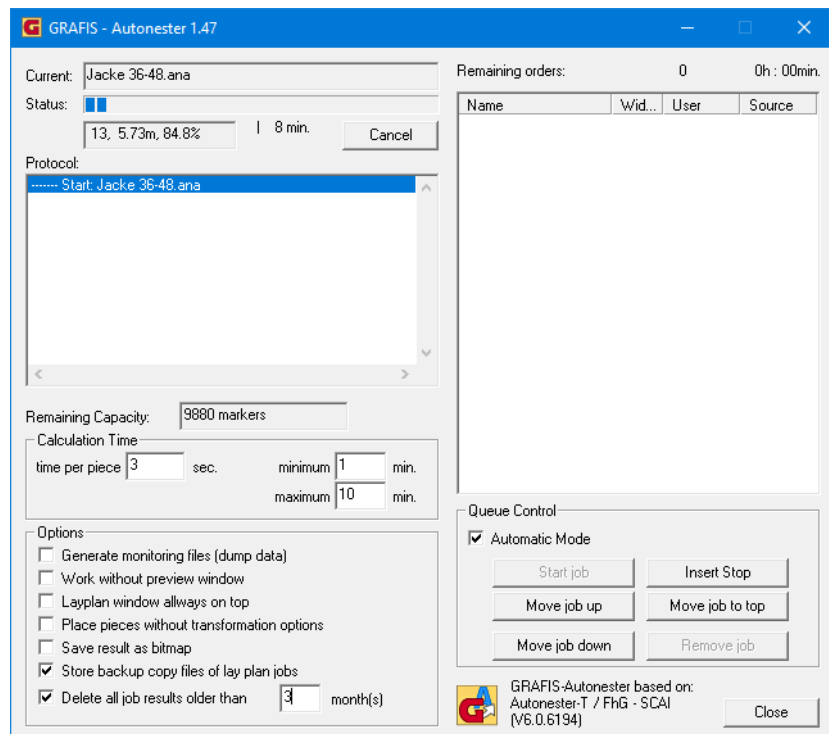 GRAFIS - Autonester 1.47
Current: Jacke 36-48.ana
Status:
13, 5.73m, 84.8% | 8 min. Cancel
Protocol:
------- Start: Jacke 36-48.ana
Remaining Capacity: 9880 markers
Calculation Time
time per piece 3 sec. minimum 1 min.
maximum 10 min.
Options
Generate monitoring files (dump data)
Work without preview window
Layplan window allways on top
Place pieces without transformation options
Save result as bitmap
Store backup copy files of lay plan jobs
Delete all job results older than 3 month(s)
Remaining orders: 0 0h : 00min.
Name Wid... User Source
Queue Control
Automatic Mode
Start job Insert Stop
Move job up Move job to top
Move job down Remove job
GRAFIS-Autonester based on:
Autonester-T / FhG - SCAI
(V6.0.6194)
Close